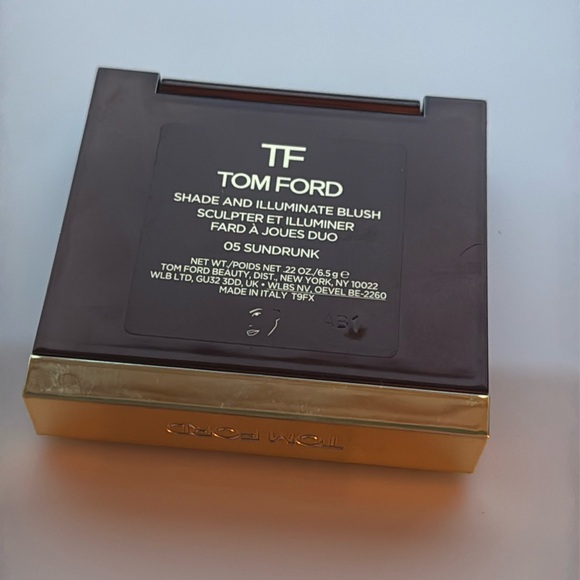 TF
TOM FORD
SHADE AND ILLUMINATE BLUSH
SCULPTER ET ILLUMINER
FARD À JOUES DUO
05 SUNDRUNK
NET WT./POIDS NET .22 OZ./6.5 g ℮
TOM FORD BEAUTY, DIST., NEW YORK, NY 10022
WLB LTD, GU32 3DD, UK • WLBS NV, OEVEL BE-2260
MADE IN ITALY T9FX
TOM FORD